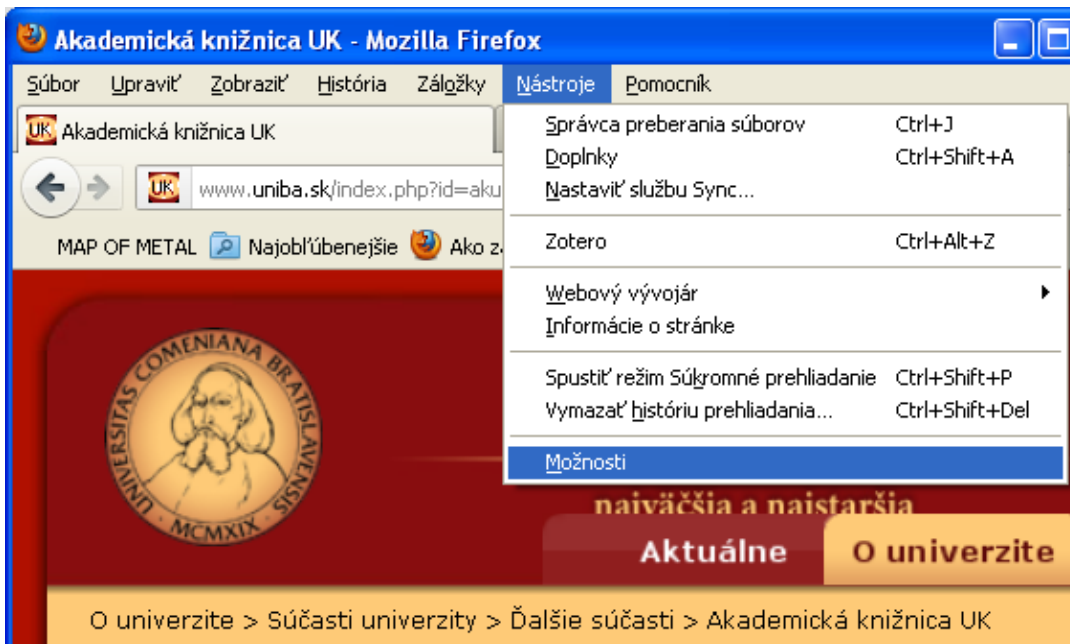 Akademická knižnica UK - Mozilla Firefox
Súbor Upraviť Zobraziť História Záložky Nástroje Pomocník
UK Akademická knižnica UK
UK www.uniba.sk/index.php?id=aku
MAP OF METAL Najobľúbenejšie Ako za
Správca preberania súborov Ctrl+J
Doplnky Ctrl+Shift+A
Nastaviť službu Sync...
Zotero Ctrl+Alt+Z
Webový vývojár
Informácie o stránke
Spustiť režim Súkromné prehliadanie Ctrl+Shift+P
Vymazať históriu prehliadania... Ctrl+Shift+Del
Možnosti
UNIVERSITAS COMENIANA BRATISLAVENSIS
MCMXIX
najväčšia a najstaršia
Aktuálne O univerzite
O univerzite > Súčasti univerzity > Ďalšie súčasti > Akademická knižnica UK